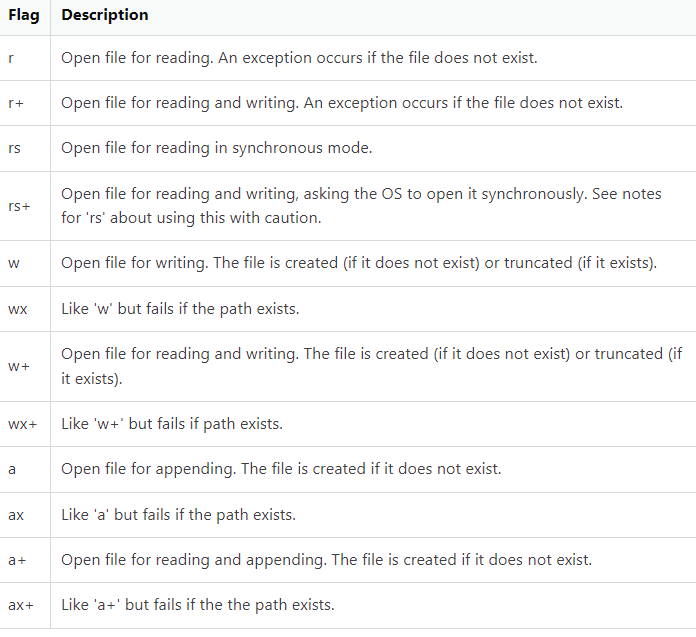 Flag Description
r Open file for reading. An exception occurs if the file does not exist.
r+ Open file for reading and writing. An exception occurs if the file does not exist.
rs Open file for reading in synchronous mode.
rs+ Open file for reading and writing, asking the OS to open it synchronously. See notes
for 'rs' about using this with caution.
w Open file for writing. The file is created (if it does not exist) or truncated (if it exists).
wx Like 'w' but fails if the path exists.
w+ Open file for reading and writing. The file is created (if it does not exist) or truncated (if
it exists).
wx+ Like 'w+' but fails if path exists.
a Open file for appending. The file is created if it does not exist.
ax Like 'a' but fails if the path exists.
a+ Open file for reading and appending. The file is created if it does not exist.
ax+ Like 'a+' but fails if the the path exists.